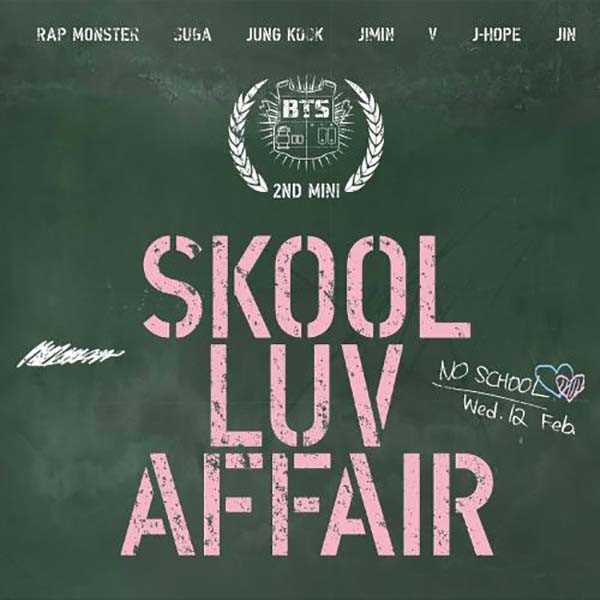 RAP MONSTER SUGA JUNG KOOK JIMIN V J-HOPE JIN
BTS
2ND MINI
SKOOL
LUV
AFFAIR
NO SCHOOL
Wed. 12 Feb.